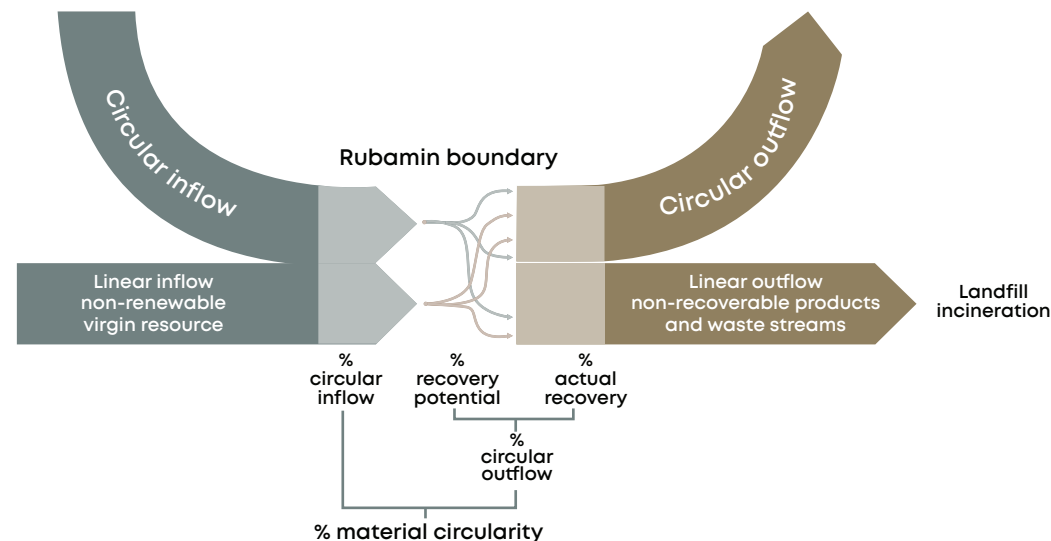 Circular inflow
Rubamin boundary
Circular outflow
Linear inflow
non-renewable
virgin resource
Linear outflow
non-recoverable products
and waste streams
Landfill
incineration
%
circular
inflow
%
recovery
potential
%
actual
recovery
%
circular
outflow
% material circularity